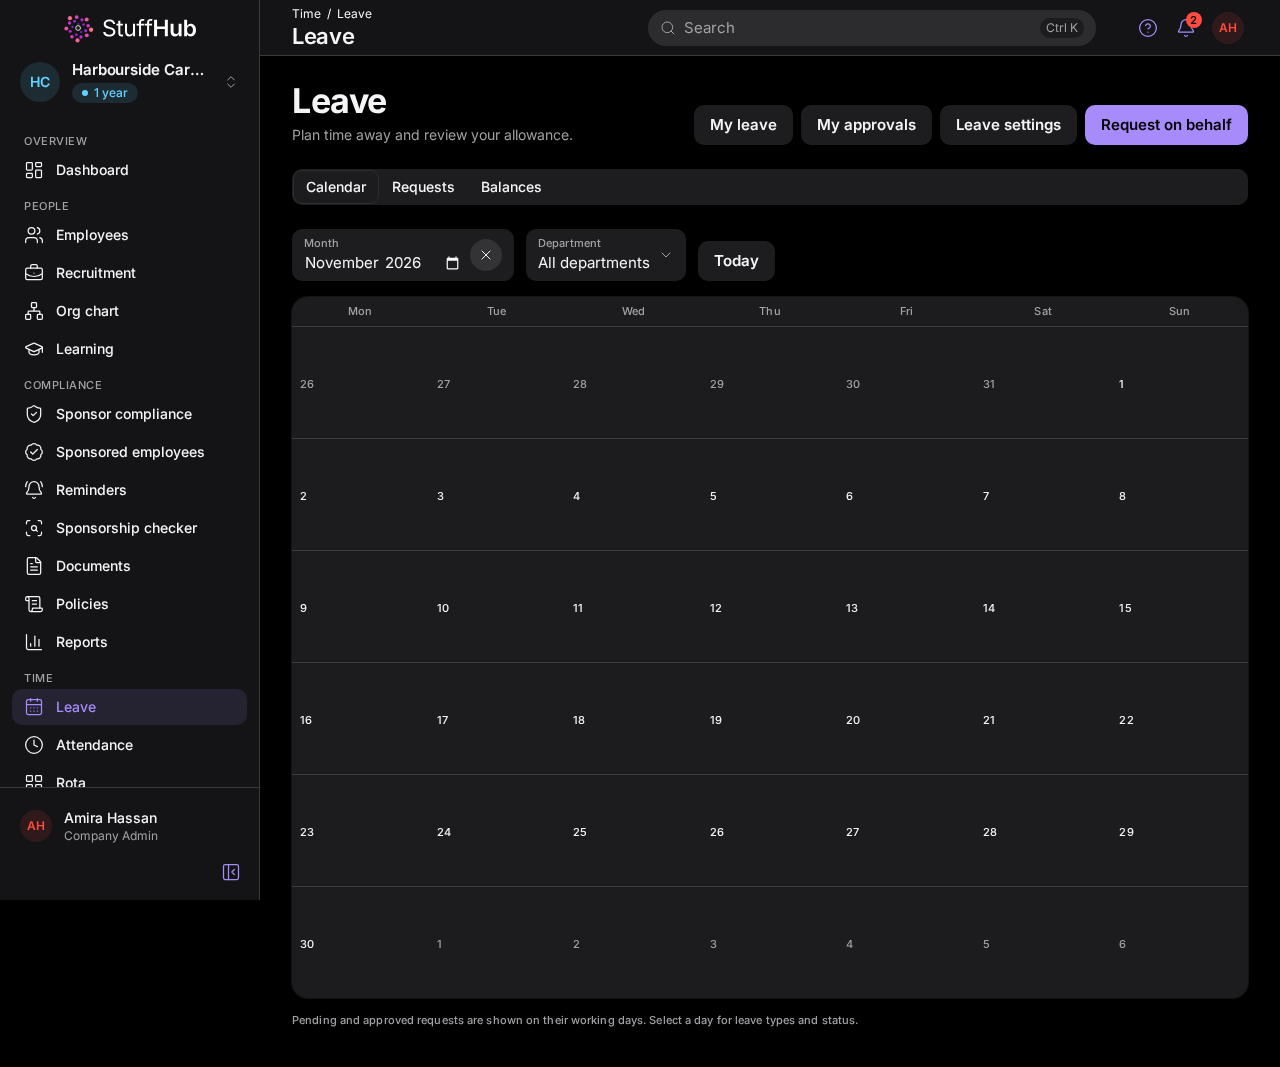 StuffHub
HC
Harbourside Car...
1 year
OVERVIEW
Dashboard
PEOPLE
Employees
Recruitment
Org chart
Learning
COMPLIANCE
Sponsor compliance
Sponsored employees
Reminders
Sponsorship checker
Documents
Policies
Reports
TIME
Leave
Attendance
Rota
AH
Amira Hassan
Company Admin
Time / Leave
Leave
Search
Ctrl K
2
AH
Leave
Plan time away and review your allowance.
My leave
My approvals
Leave settings
Request on behalf
Calendar
Requests
Balances
Month
November 2026
Department
All departments
Today
Mon Tue Wed Thu Fri Sat Sun
26 27 28 29 30 31 1
2 3 4 5 6 7 8
9 10 11 12 13 14 15
16 17 18 19 20 21 22
23 24 25 26 27 28 29
30 1 2 3 4 5 6
Pending and approved requests are shown on their working days. Select a day for leave types and status.